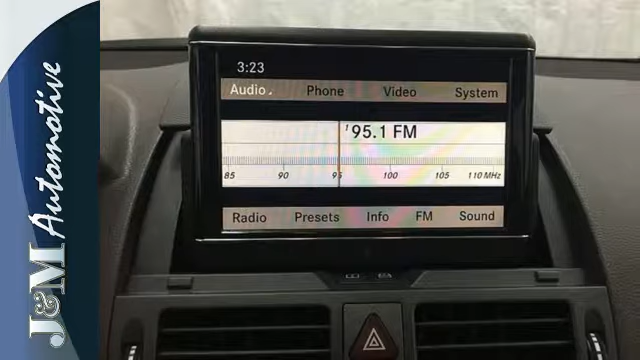 J&M Automotive
3:23
Audio Phone Video System
1 95.1 FM
85 90 95 100 105 110 MHz
Radio Presets Info FM Sound